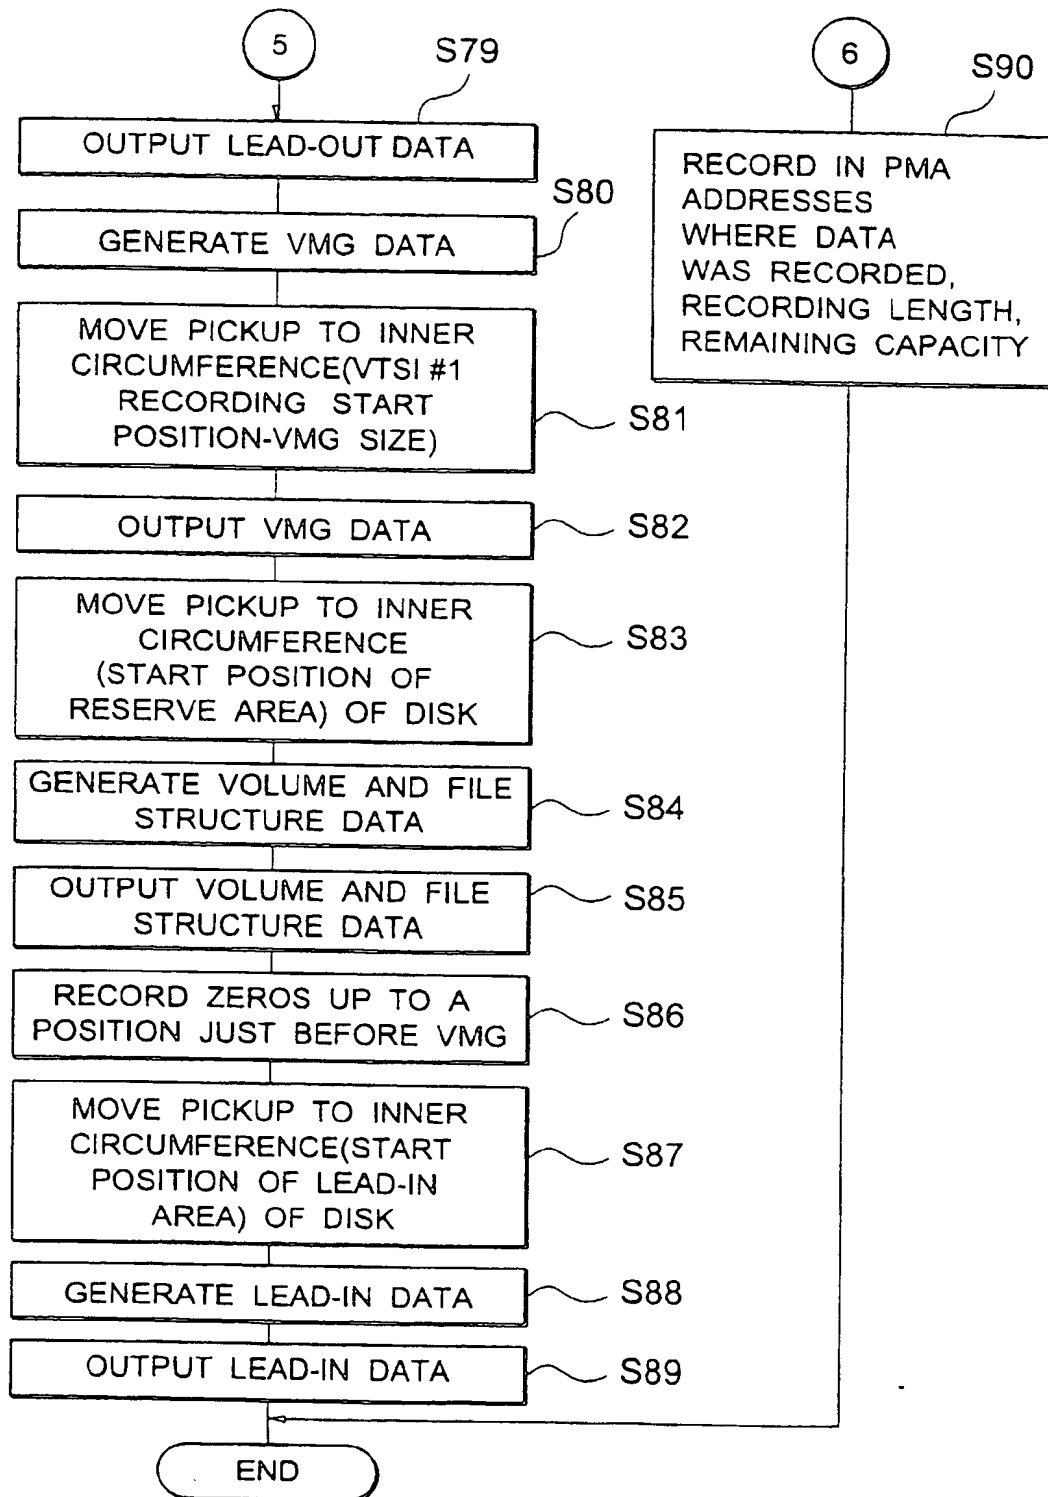 5
S79
OUTPUT LEAD-OUT DATA
S80
GENERATE VMG DATA
MOVE PICKUP TO INNER
CIRCUMFERENCE(VTSI #1
RECORDING START
POSITION-VMG SIZE)
S81
OUTPUT VMG DATA
S82
MOVE PICKUP TO INNER
CIRCUMFERENCE
(START POSITION OF
RESERVE AREA) OF DISK
S83
GENERATE VOLUME AND FILE
STRUCTURE DATA
S84
OUTPUT VOLUME AND FILE
STRUCTURE DATA
S85
RECORD ZEROS UP TO A
POSITION JUST BEFORE VMG
S86
MOVE PICKUP TO INNER
CIRCUMFERENCE(START
POSITION OF LEAD-IN
AREA) OF DISK
S87
GENERATE LEAD-IN DATA
S88
OUTPUT LEAD-IN DATA
S89
END
6
S90
RECORD IN PMA
ADDRESSES
WHERE DATA
WAS RECORDED,
RECORDING LENGTH,
REMAINING CAPACITY